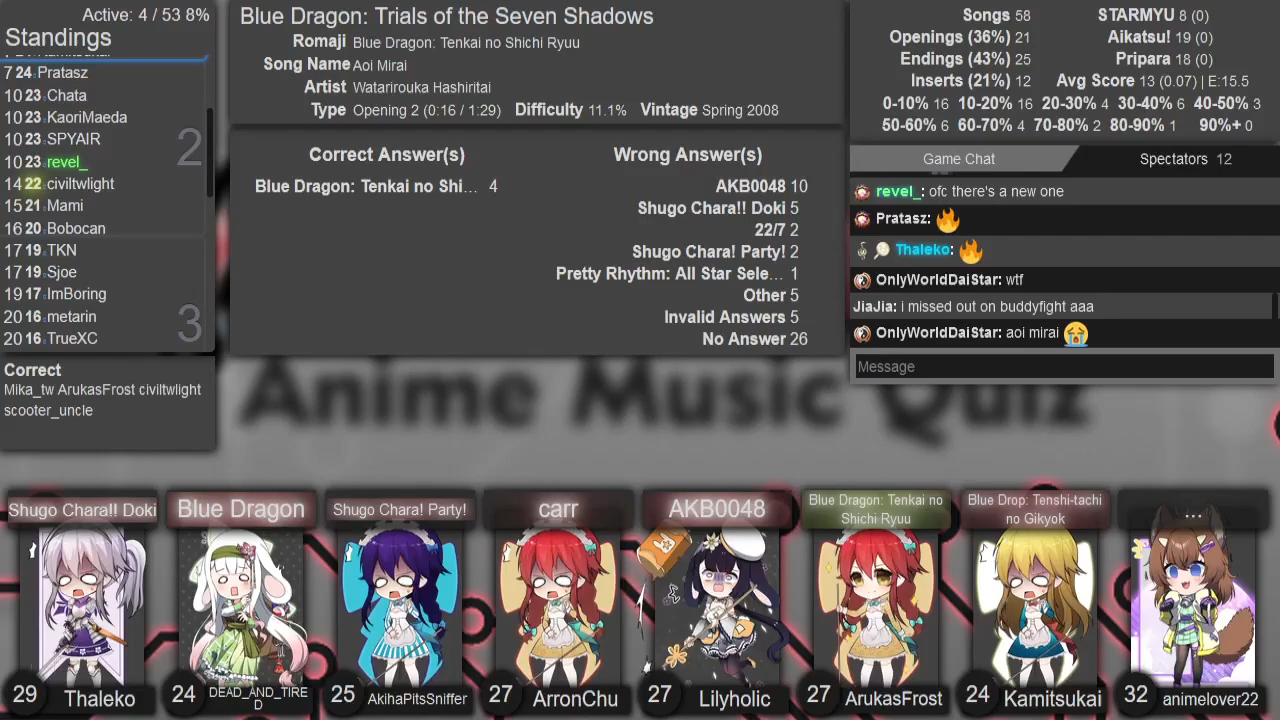 Active: 4 / 53 8%
Standings
7 24 Pratasz
10 23 Chata
10 23 KaoriMaeda
10 23 SPYAIR
10 23 revel_
14 22 civiltwlight
15 21 Mami
16 20 Bobocan
17 19 TKN
17 19 Sjoe
19 17 ImBoring
20 16 metarin
20 16 TrueXC
2
3
Correct
Mika_tw ArukasFrost civiltwlight
scooter_uncle
Blue Dragon: Trials of the Seven Shadows
Romaji Blue Dragon: Tenkai no Shichi Ryuu
Song Name Aoi Mirai
Artist Watarirouka Hashiritai
Type Opening 2 (0:16 / 1:29) Difficulty 11.1% Vintage Spring 2008
Correct Answer(s)
Blue Dragon: Tenkai no Shi... 4
Wrong Answer(s)
AKB0048 10
Shugo Chara!! Doki 5
22/7 2
Shugo Chara! Party! 2
Pretty Rhythm: All Star Sele... 1
Other 5
Invalid Answers 5
No Answer 26
Songs 58 STARMYU 8 (0)
Openings (36%) 21 Aikatsu! 19 (0)
Endings (43%) 25 Pripara 18 (0)
Inserts (21%) 12 Avg Score 13 (0.07) | E:15.5
0-10% 16 10-20% 16 20-30% 4 30-40% 6 40-50% 3
50-60% 6 60-70% 4 70-80% 2 80-90% 1 90%+ 0
Game Chat Spectators 12
revel_: ofc there's a new one
Pratasz: 🔥
Thaleko: 🔥
OnlyWorldDaiStar: wtf
JiaJia: i missed out on buddyfight aaa
OnlyWorldDaiStar: aoi mirai 😭
Message
Anime Music Quiz
Shugo Chara!! Doki
29 Thaleko
Blue Dragon
24 DEAD_AND_TIRE
D
Shugo Chara! Party!
25 AkihaPitsSniffer
carr
27 ArronChu
AKB0048
27 Lilyholic
Blue Dragon: Tenkai no
Shichi Ryuu
27 ArukasFrost
Blue Drop: Tenshi-tachi
no Gikyok
24 Kamitsukai
...
32 animelover22